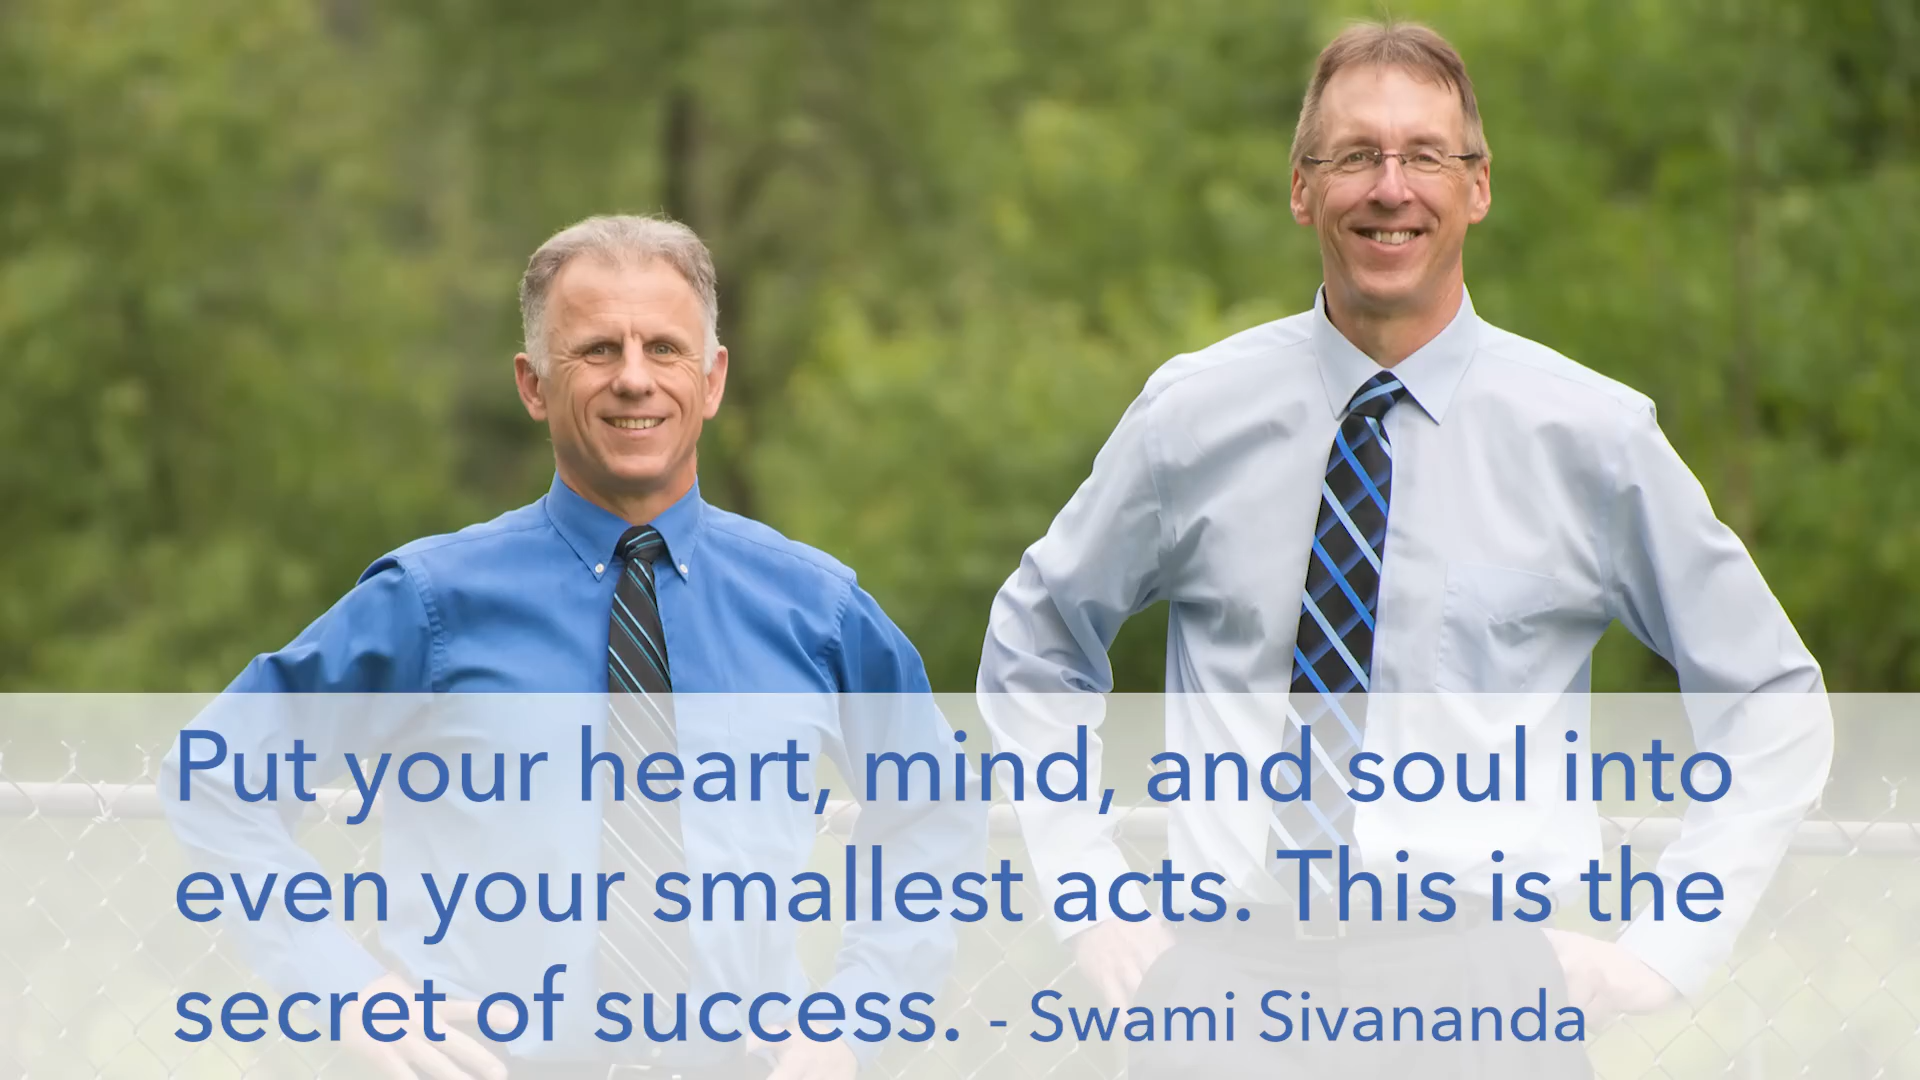 Put your heart, mind, and soul into
even your smallest acts. This is the
secret of success. - Swami Sivananda